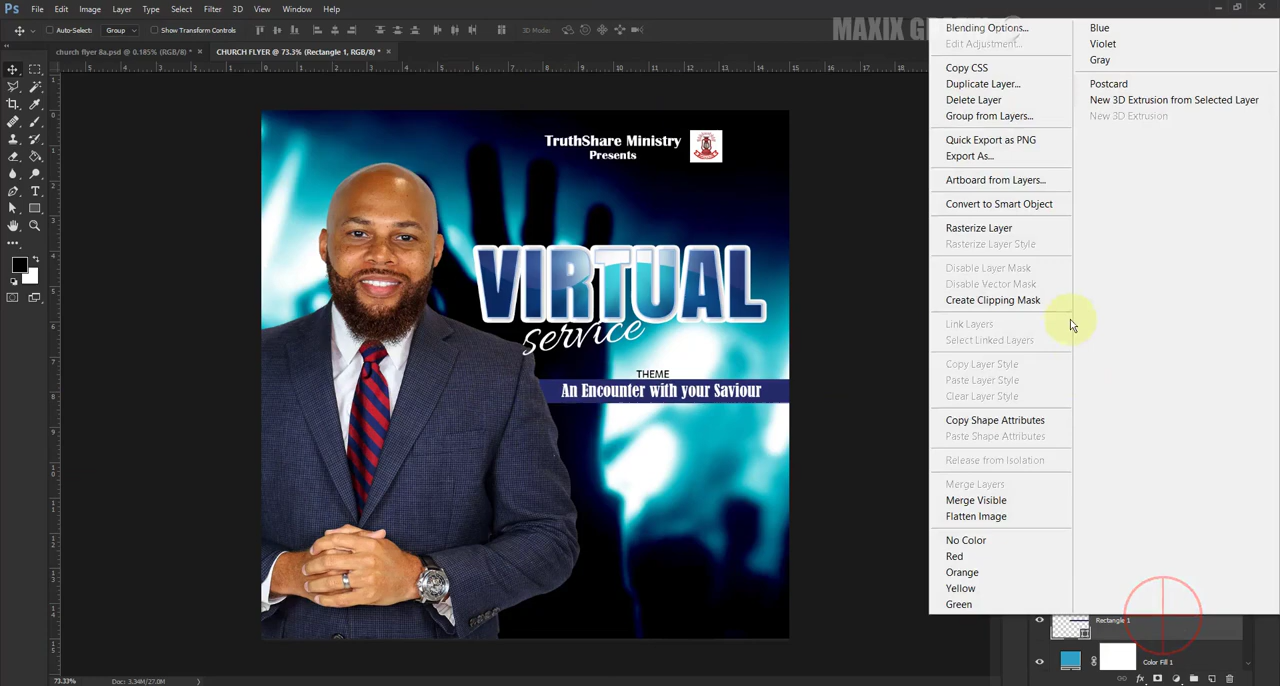 Ps File Edit Image Layer Type Select Filter 3D View Window Help
MAXIX G
Auto-Select: Group Show Transform Controls 3D Mode:
church flyer 8a.psd @ 0.185% (RGB/8) * × CHURCH FLYER @ 73.3% (Rectangle 1, RGB/8) * ×
TruthShare Ministry
Presents
VIRTUAL
service
THEME
An Encounter with your Saviour
Blending Options...
Edit Adjustment...
Copy CSS
Duplicate Layer...
Delete Layer
Group from Layers...
Quick Export as PNG
Export As...
Artboard from Layers...
Convert to Smart Object
Rasterize Layer
Rasterize Layer Style
Disable Layer Mask
Disable Vector Mask
Create Clipping Mask
Link Layers
Select Linked Layers
Copy Layer Style
Paste Layer Style
Clear Layer Style
Copy Shape Attributes
Paste Shape Attributes
Release from Isolation
Merge Layers
Merge Visible
Flatten Image
No Color
Red
Orange
Yellow
Green
Blue
Violet
Gray
Postcard
New 3D Extrusion from Selected Layer
New 3D Extrusion
Rectangle 1
Color Fill 1
73.33% Doc: 3.34M/27.0M